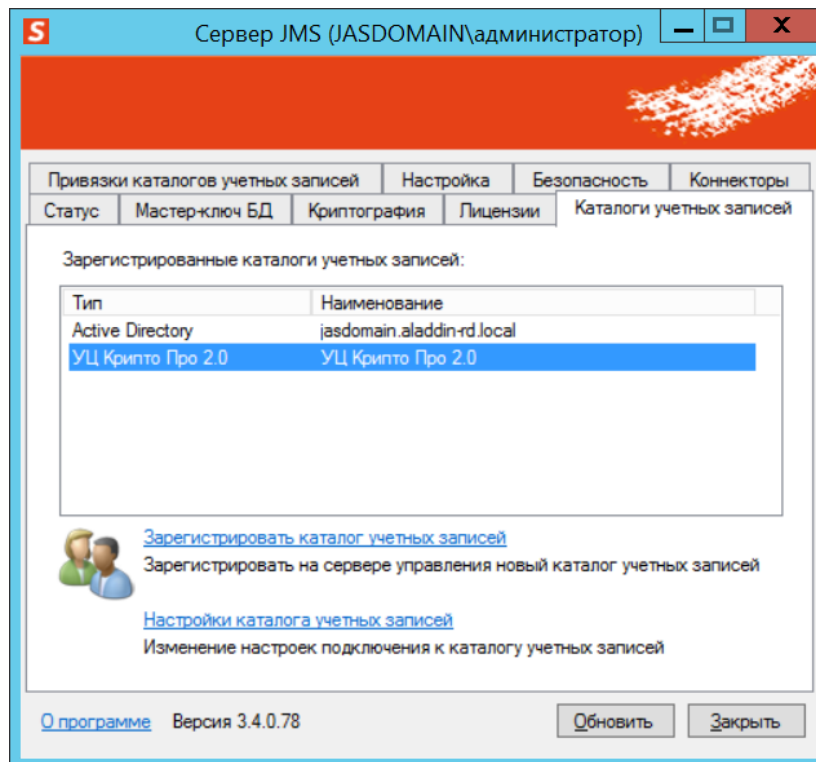 S Сервер JMS (JASDOMAIN\администратор)
Привязки каталогов учетных записей Настройка Безопасность Коннекторы
Статус Мастер-ключ БД Криптография Лицензии Каталоги учетных записей
Зарегистрированные каталоги учетных записей:
Тип Наименование
Active Directory jasdomain.aladdin-rd.local
УЦ Крипто Про 2.0 УЦ Крипто Про 2.0
Зарегистрировать каталог учетных записей
Зарегистрировать на сервере управления новый каталог учетных записей
Настройки каталога учетных записей
Изменение настроек подключения к каталогу учетных записей
О программе Версия 3.4.0.78 Обновить Закрыть